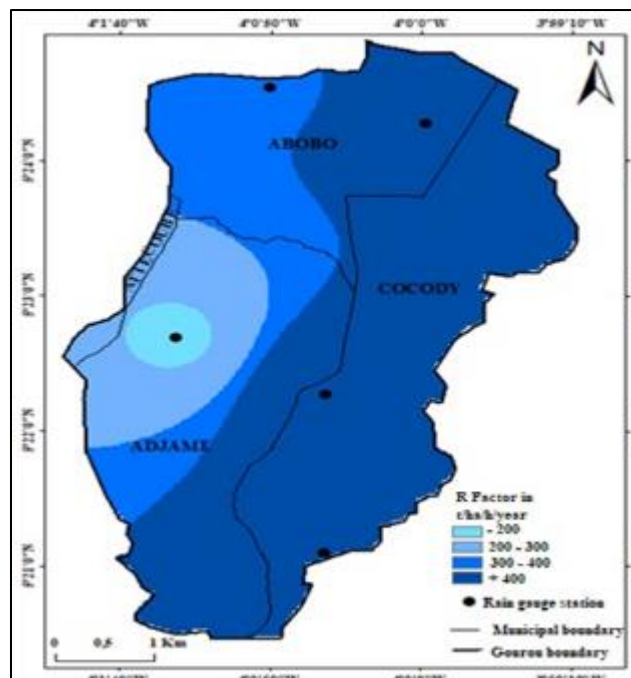 4°1'40"W 4°0'50"W 4°0'0"W 3°59'10"W
N
ABOBO
COCODY
ADJAME
R Factor in
t/ha/h/year
- 200
200 - 300
300 - 400
+ 400
Rain gauge station
Municipal boundary
Gourou boundary
0 0,5 1 Km